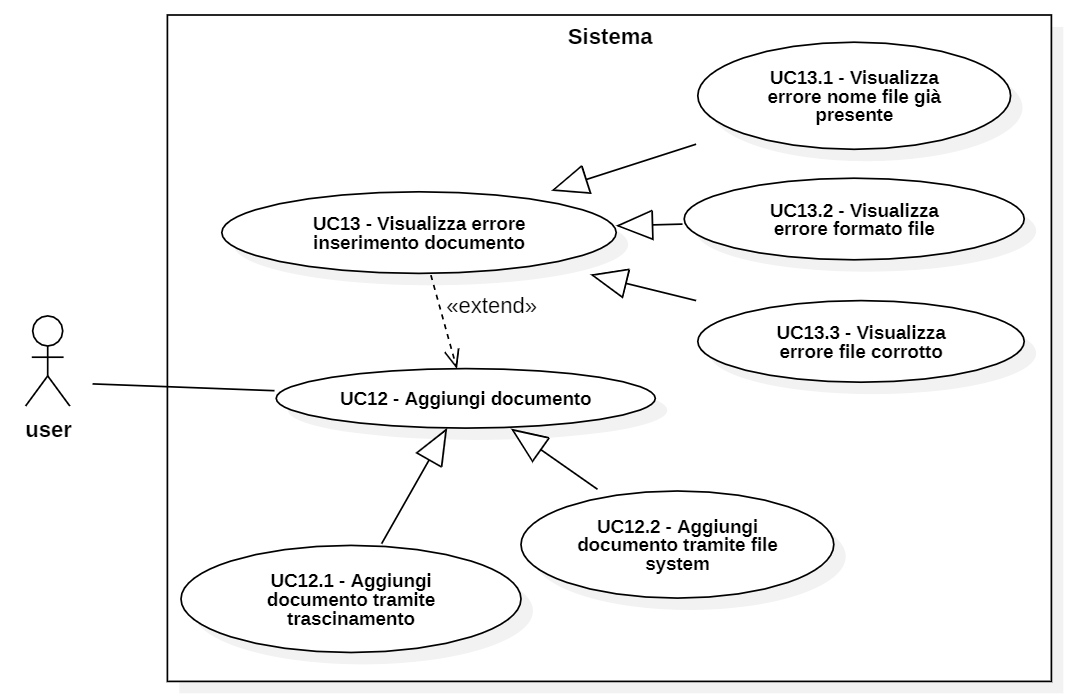 Sistema
UC13.1 - Visualizza
errore nome file già
presente
UC13 - Visualizza errore
inserimento documento
UC13.2 - Visualizza
errore formato file
«extend»
UC13.3 - Visualizza
errore file corrotto
user
UC12 - Aggiungi documento
UC12.2 - Aggiungi
documento tramite file
system
UC12.1 - Aggiungi
documento tramite
trascinamento